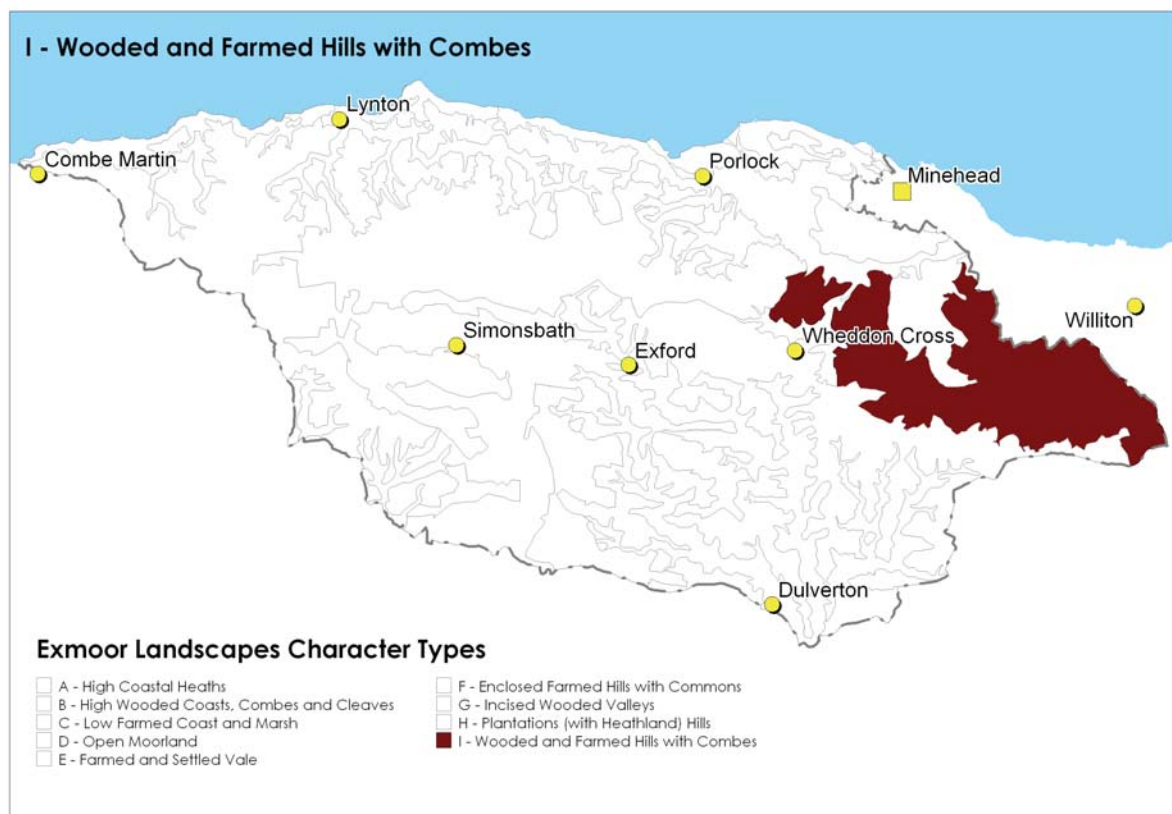 I - Wooded and Farmed Hills with Combes
Lynton
Combe Martin
Porlock
Minehead
Williton
Simonsbath
Exford
Wheddon Cross
Dulverton
Exmoor Landscapes Character Types
A - High Coastal Heaths
B - High Wooded Coasts, Combes and Cleaves
C - Low Farmed Coast and Marsh
D - Open Moorland
E - Farmed and Settled Vale
F - Enclosed Farmed Hills with Commons
G - Incised Wooded Valleys
H - Plantations (with Heathland) Hills
I - Wooded and Farmed Hills with Combes